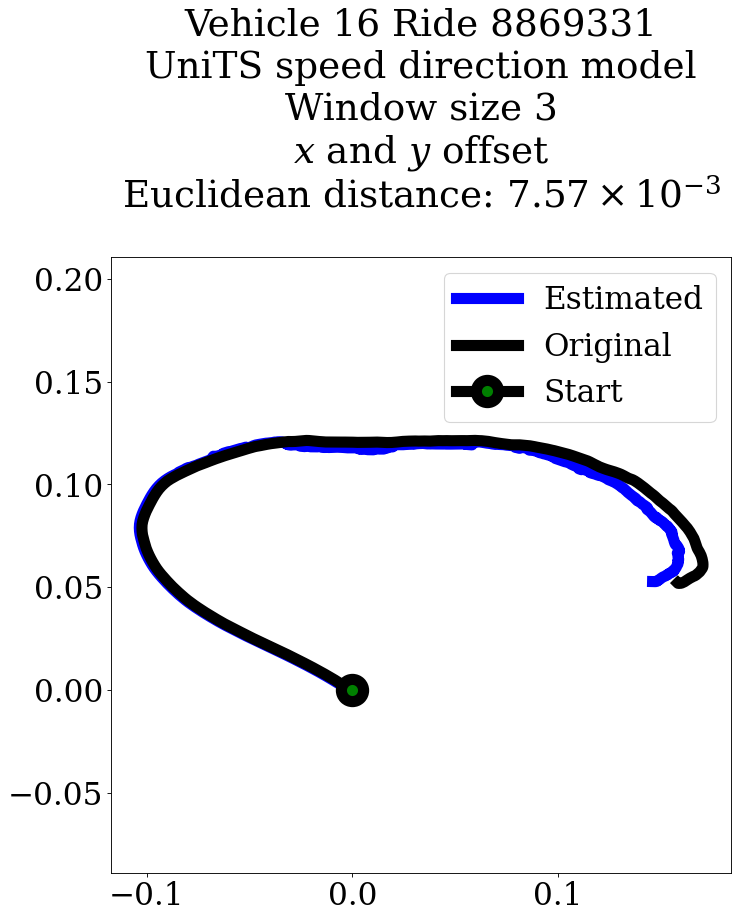 Vehicle 16 Ride 8869331
UniTS speed direction model
Window size 3
x and y offset
Euclidean distance: 7.57 × 10⁻³
Estimated
Original
Start
0.20
0.15
0.10
0.05
0.00
−0.05
−0.1 0.0 0.1